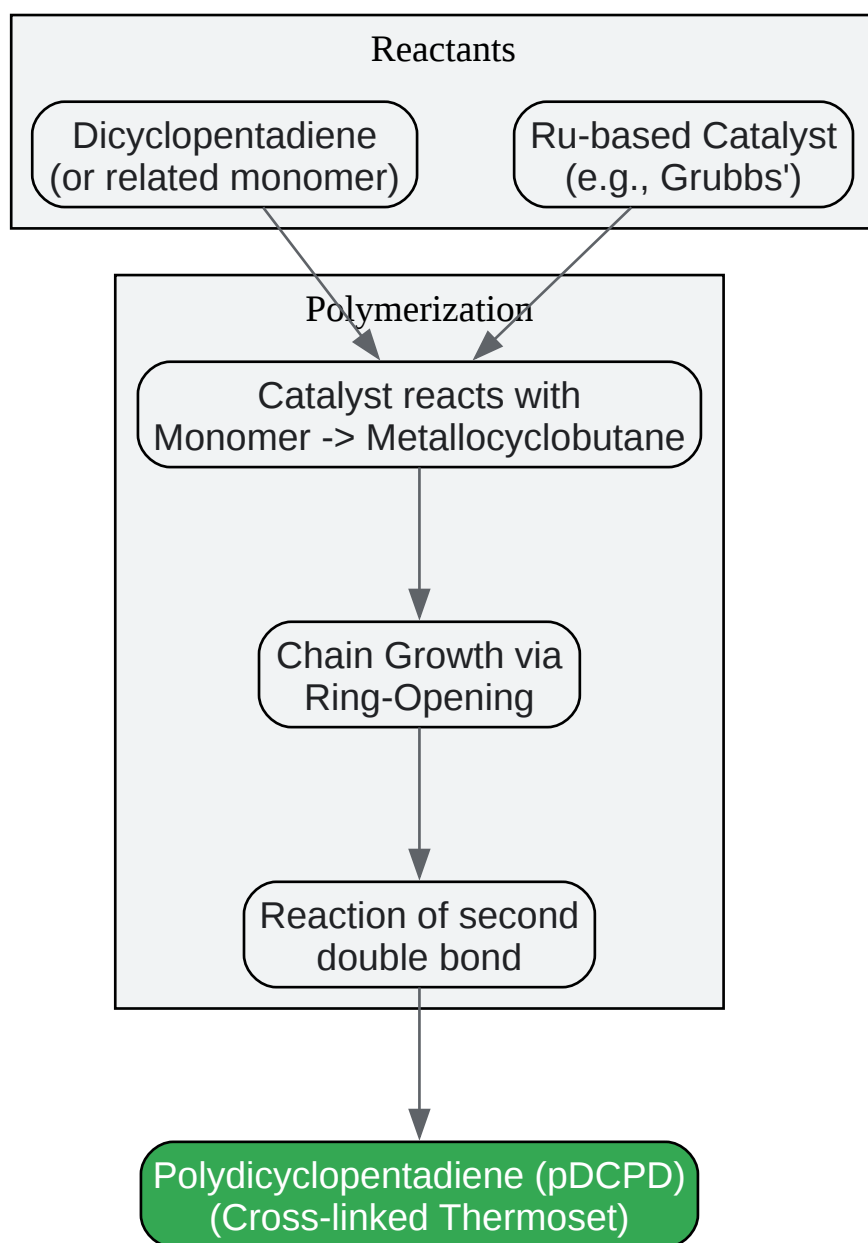 Reactants
Dicyclopentadiene
(or related monomer)
Ru-based Catalyst
(e.g., Grubbs')
Polymerization
Catalyst reacts with
Monomer -> Metallocyclobutane
Chain Growth via
Ring-Opening
Reaction of second
double bond
Polydicyclopentadiene (pDCPD)
(Cross-linked Thermoset)